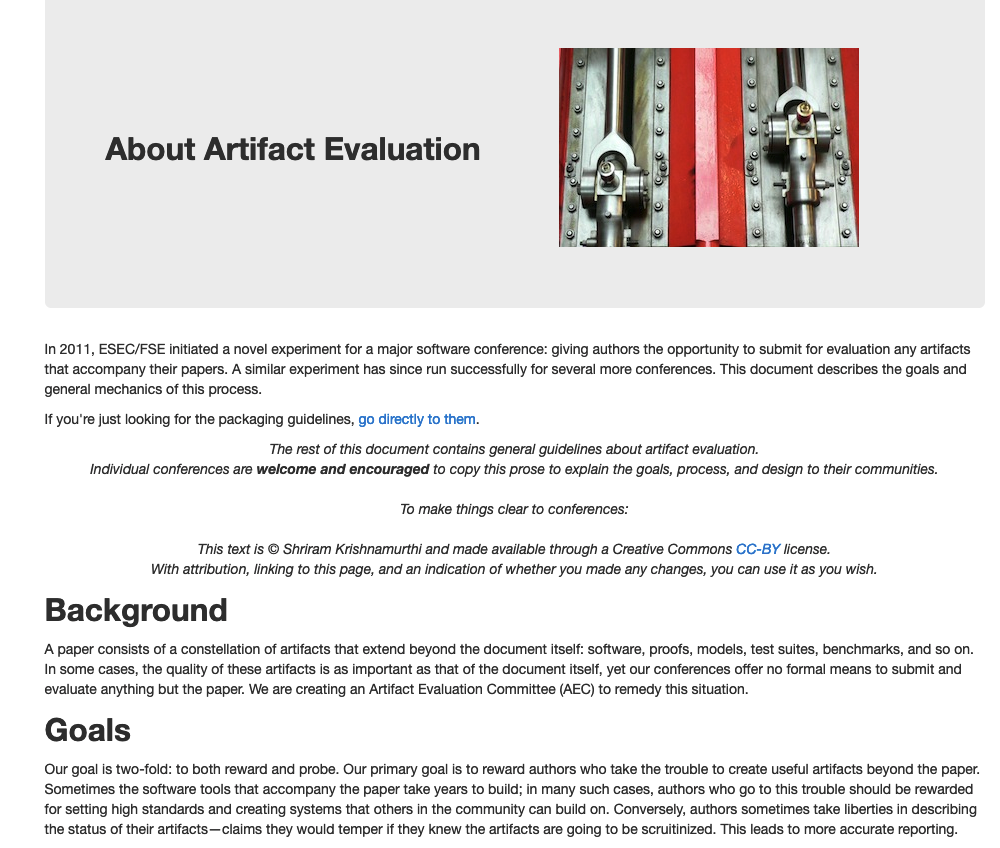 About Artifact Evaluation
In 2011, ESEC/FSE initiated a novel experiment for a major software conference: giving authors the opportunity to submit for evaluation any artifacts
that accompany their papers. A similar experiment has since run successfully for several more conferences. This document describes the goals and
general mechanics of this process.
If you're just looking for the packaging guidelines, go directly to them.
The rest of this document contains general guidelines about artifact evaluation.
Individual conferences are welcome and encouraged to copy this prose to explain the goals, process, and design to their communities.
To make things clear to conferences:
This text is © Shriram Krishnamurthi and made available through a Creative Commons CC-BY license.
With attribution, linking to this page, and an indication of whether you made any changes, you can use it as you wish.
Background
A paper consists of a constellation of artifacts that extend beyond the document itself: software, proofs, models, test suites, benchmarks, and so on.
In some cases, the quality of these artifacts is as important as that of the document itself, yet our conferences offer no formal means to submit and
evaluate anything but the paper. We are creating an Artifact Evaluation Committee (AEC) to remedy this situation.
Goals
Our goal is two-fold: to both reward and probe. Our primary goal is to reward authors who take the trouble to create useful artifacts beyond the paper.
Sometimes the software tools that accompany the paper take years to build; in many such cases, authors who go to this trouble should be rewarded
for setting high standards and creating systems that others in the community can build on. Conversely, authors sometimes take liberties in describing
the status of their artifacts—claims they would temper if they knew the artifacts are going to be scruitinized. This leads to more accurate reporting.